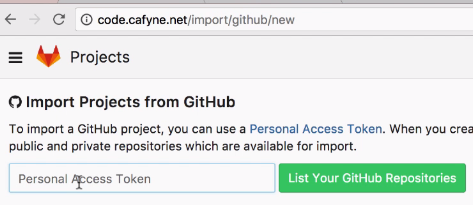 code.cafyne.net/import/github/new
Projects
Import Projects from GitHub
To import a GitHub project, you can use a Personal Access Token. When you crea
public and private repositories which are available for import.
Personal Access Token
List Your GitHub Repositories